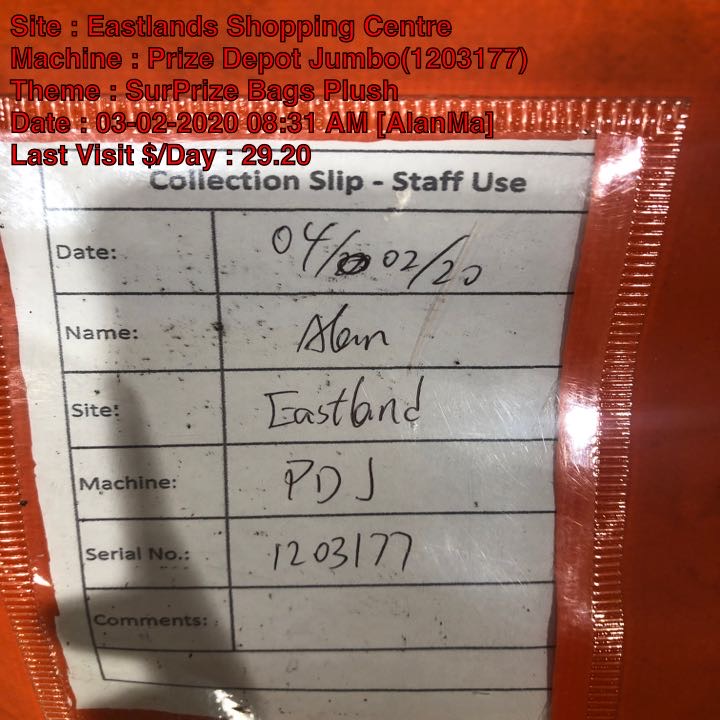 Site : Eastlands Shopping Centre
Machine : Prize Depot Jumbo(1203177)
Theme : SurPrize Bags Plush
Date : 03-02-2020 08:31 AM [AlanMa]
Last Visit $/Day : 29.20
Collection Slip - Staff Use
Date: 04/ 02/20
Name: Alan
Site: Eastland
Machine: PDJ
Serial No.: 1203177
Comments: